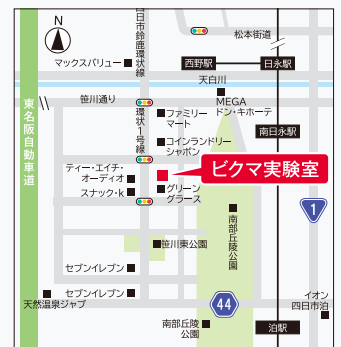 N
四日市鈴鹿環状線
松本街道
マックスバリュー
西野駅
日永駅
天白川
笹川通り
MEGA
ドン・キホーテ
東名阪自動車道
環状1号線
ファミリー
マート
コインランドリー
シャボン
南日永駅
ティー・エイチ・
オーディオ
スナック・k
ビクマ実験室
グリーン
グラース
1
南部丘陵公園
笹川東公園
セブンイレブン
セブンイレブン
天然温泉ジャブ
44
イオン
四日市泊
南部丘陵
公園
泊駅